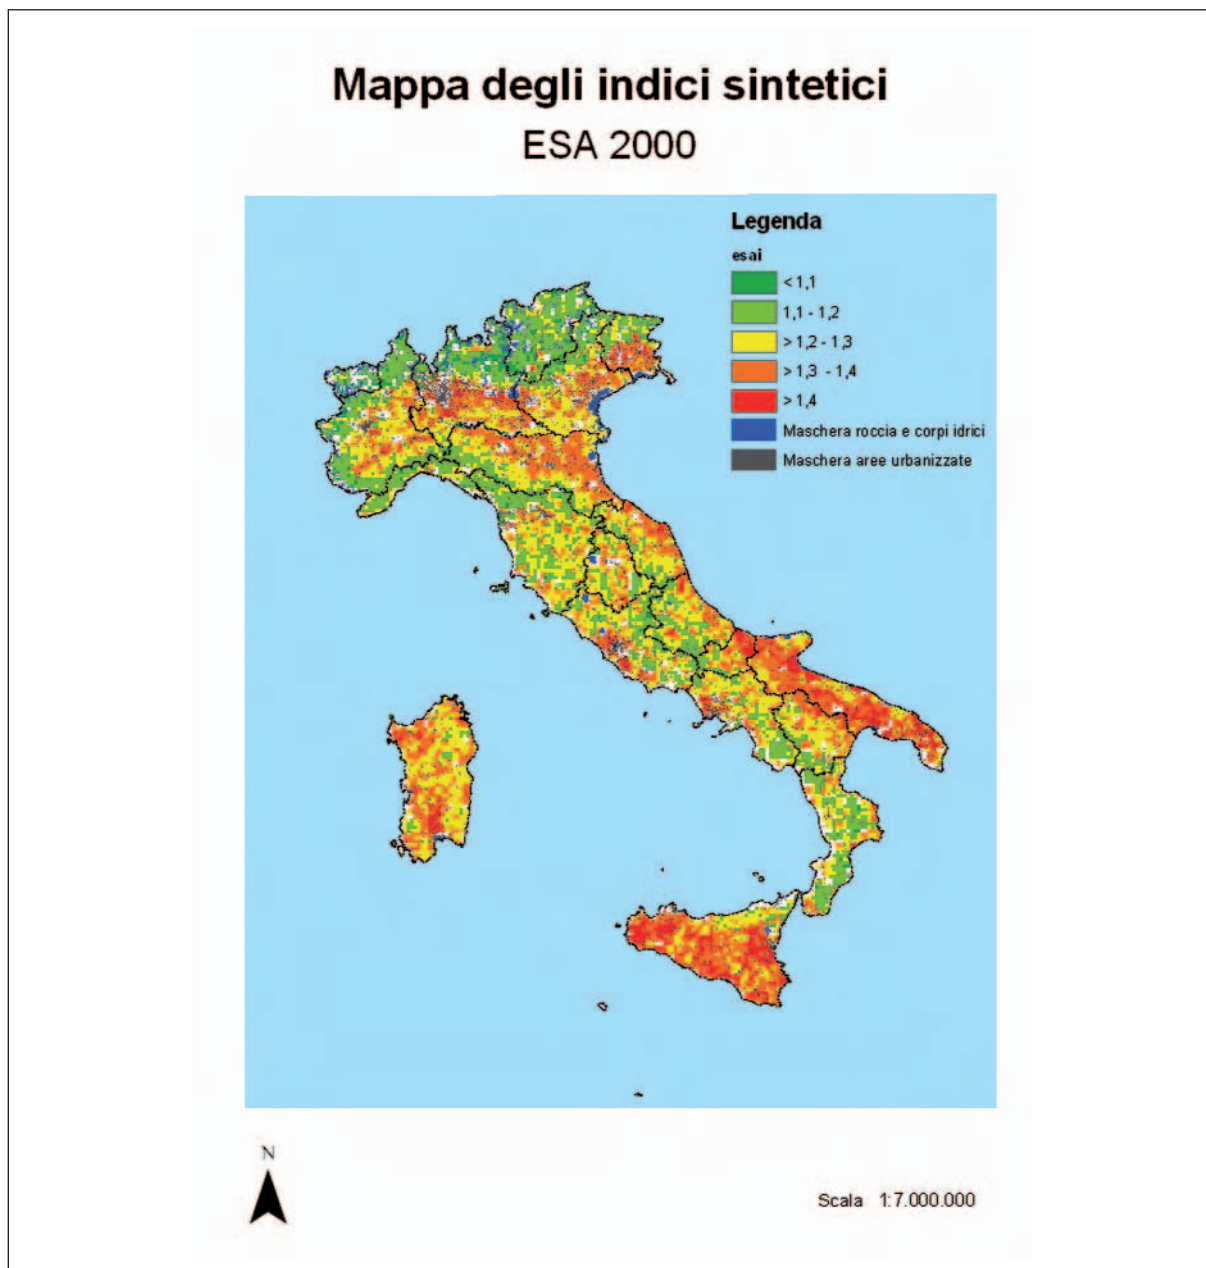 Mappa degli indici sintetici
ESA 2000
Legenda
esai
< 1,1
1,1 - 1,2
> 1,2 - 1,3
> 1,3 - 1,4
> 1,4
Maschera roccia e corpi idrici
Maschera aree urbanizzate
N
Scala 1:7.000.000